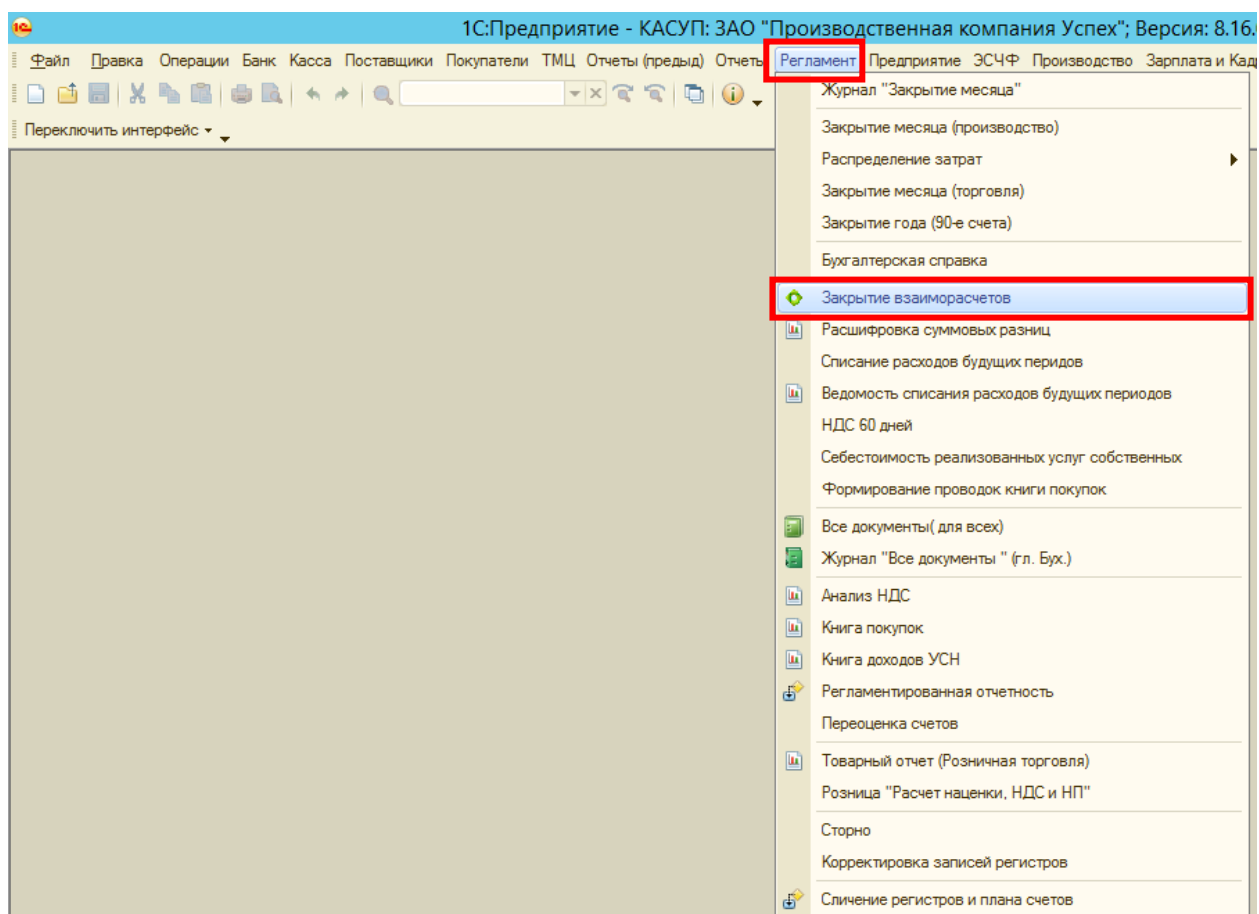 1С:Предприятие - КАСУП: ЗАО "Производственная компания Успех"; Версия: 8.16.
Файл Правка Операции Банк Касса Поставщики Покупатели ТМЦ Отчеты (предыд) Отчеты Регламент Предприятие ЭСЧФ Производство Зарплата и Кад
Журнал "Закрытие месяца"
Переключить интерфейс
Закрытие месяца (производство)
Распределение затрат
Закрытие месяца (торговля)
Закрытие года (90-е счета)
Бухгалтерская справка
Закрытие взаиморасчетов
Расшифровка суммовых разниц
Списание расходов будущих перидов
Ведомость списания расходов будущих периодов
НДС 60 дней
Себестоимость реализованных услуг собственных
Формирование проводок книги покупок
Все документы( для всех)
Журнал "Все документы " (гл. Бух.)
Анализ НДС
Книга покупок
Книга доходов УСН
Регламентированная отчетность
Переоценка счетов
Товарный отчет (Розничная торговля)
Розница "Расчет наценки, НДС и НП"
Сторно
Корректировка записей регистров
Сличение регистров и плана счетов